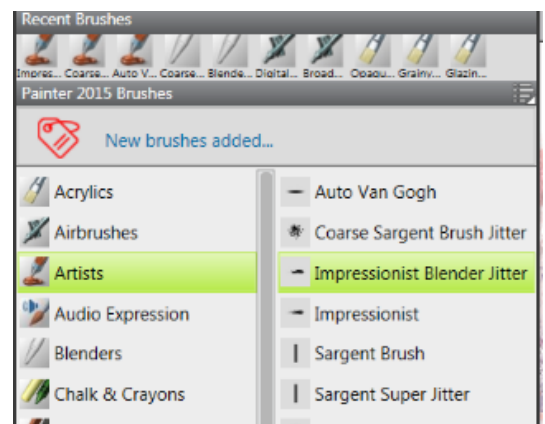 Recent Brushes
Impres... Coarse... Auto V... Coarse... Blende... Digital... Broad... Opaqu... Grainy... Glazin...
Painter 2015 Brushes
New brushes added...
Acrylics
Airbrushes
Artists
Audio Expression
Blenders
Chalk & Crayons
Auto Van Gogh
Coarse Sargent Brush Jitter
Impressionist Blender Jitter
Impressionist
Sargent Brush
Sargent Super Jitter